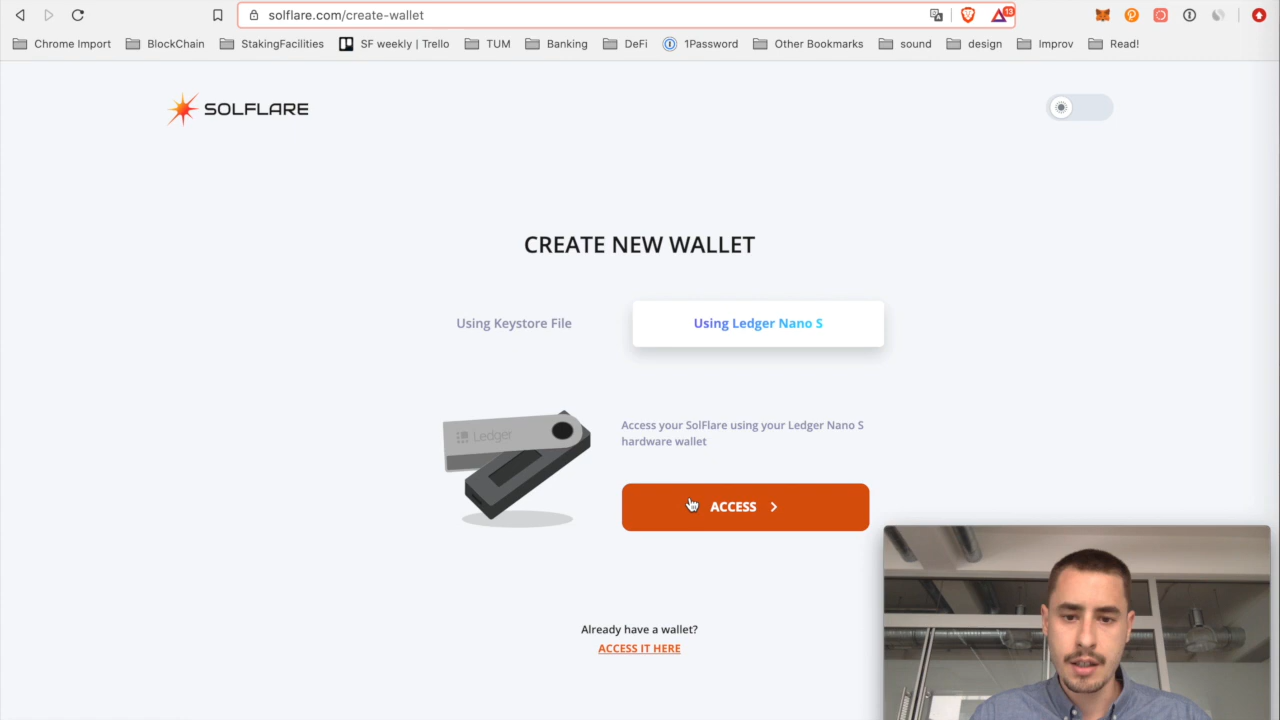 solflare.com/create-wallet
13
Chrome Import
BlockChain
StakingFacilities
SF weekly | Trello
TUM
Banking
DeFi
1Password
Other Bookmarks
sound
design
Improv
Read!
SOLFLARE
CREATE NEW WALLET
Using Keystore File
Using Ledger Nano S
Ledger
Access your SolFlare using your Ledger Nano S
hardware wallet
ACCESS
Already have a wallet?
ACCESS IT HERE